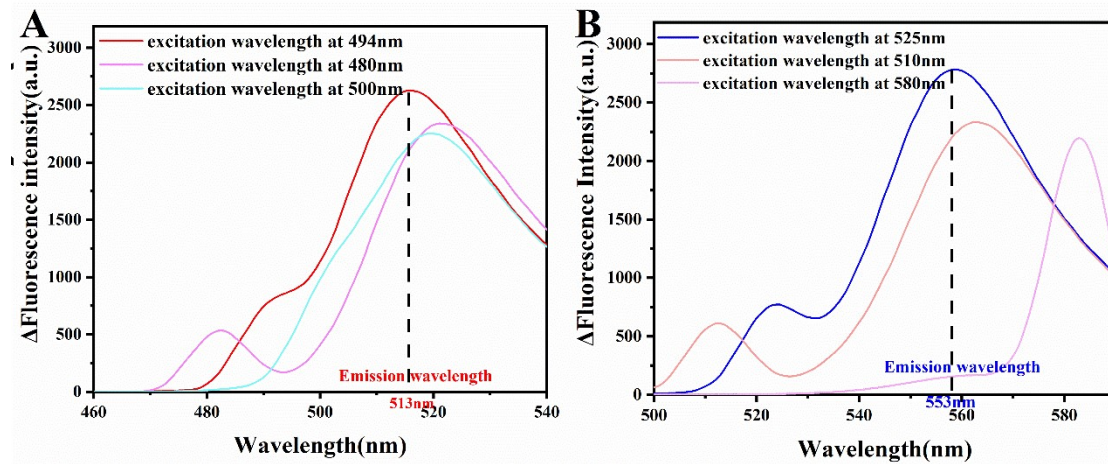 A
ΔFluorescence intensity(a.u.)
3000
2500
2000
1500
1000
500
0
excitation wavelength at 494nm
excitation wavelength at 480nm
excitation wavelength at 500nm
Emission wavelength
513nm
460
480
500
520
540
Wavelength(nm)
B
ΔFluorescence Intensity(a.u.)
3000
2500
2000
1500
1000
500
0
excitation wavelength at 525nm
excitation wavelength at 510nm
excitation wavelength at 580nm
Emission wavelength
553nm
500
520
540
560
580
Wavelength(nm)